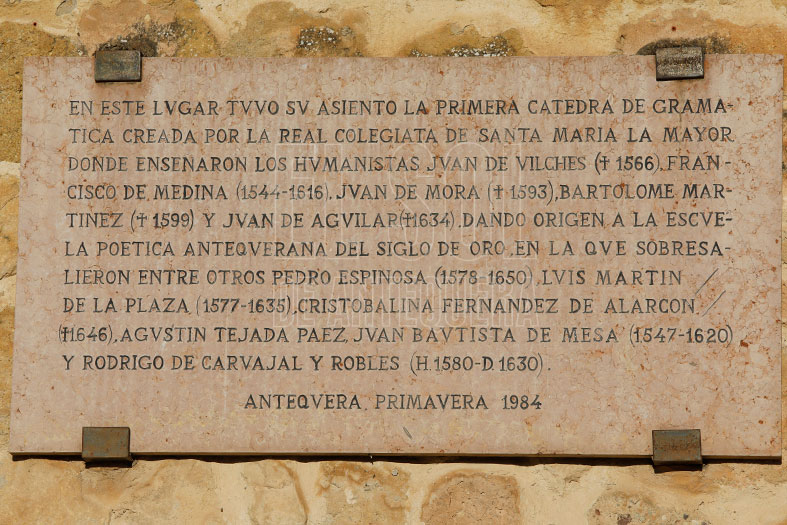 EN ESTE LVGAR TVVO SV ASIENTO LA PRIMERA CATEDRA DE GRAMA-
TICA CREADA POR LA REAL COLEGIATA DE SANTA MARIA LA MAYOR
DONDE ENSENARON LOS HVMANISTAS JVAN DE VILCHES († 1566), FRAN-
CISCO DE MEDINA (1544-1616), JVAN DE MORA († 1593), BARTOLOME MAR-
TINEZ († 1599) Y JVAN DE AGVILAR (†1634), DANDO ORIGEN A LA ESCVE-
LA POETICA ANTEQVERANA DEL SIGLO DE ORO, EN LA QVE SOBRESA-
LIERON ENTRE OTROS PEDRO ESPINOSA (1578-1650), LVIS MARTIN
DE LA PLAZA (1577-1635), CRISTOBALINA FERNANDEZ DE ALARCON
(†1646), AGVSTIN TEJADA PAEZ, JVAN BAVTISTA DE MESA (1547-1620)
Y RODRIGO DE CARVAJAL Y ROBLES (H.1580-D.1630).
ANTEQVERA, PRIMAVERA 1984